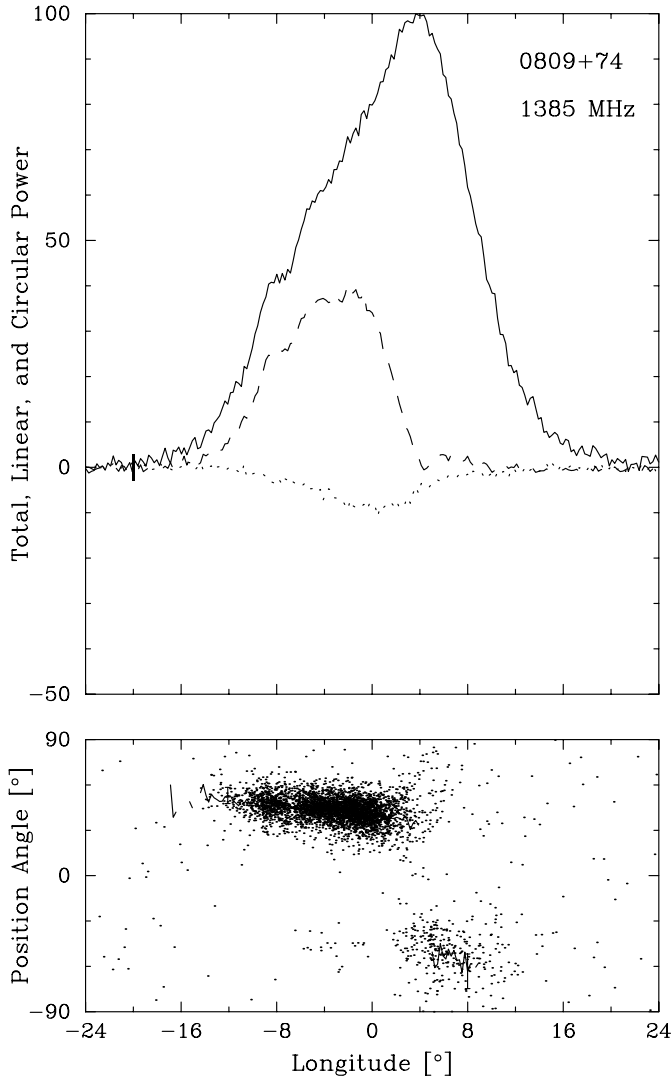 100
0809+74
1385 MHz
50
0
−50
Total, Linear, and Circular Power
90
0
−90
Position Angle [°]
−24 −16 −8 0 8 16 24
Longitude [°]